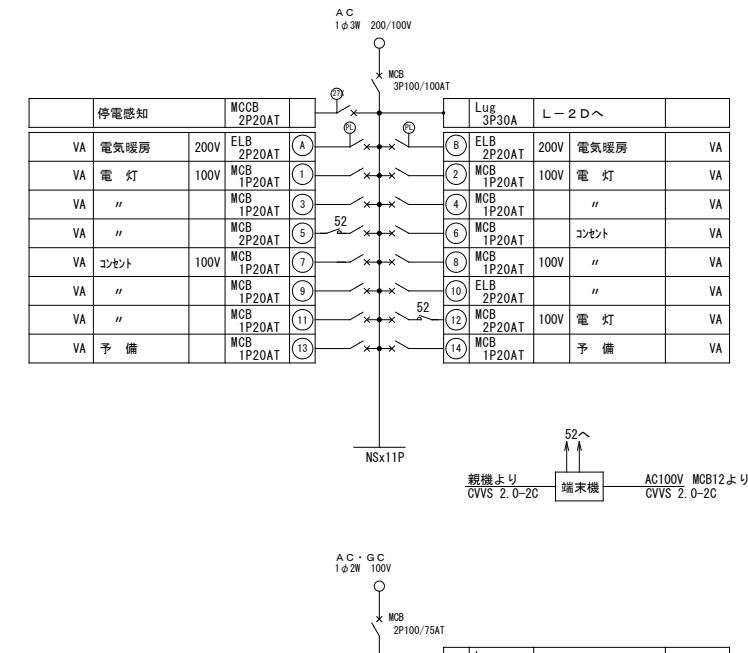 AC
1φ3W 200/100V
MCB
3P100/100AT
27X
停電感知 MCCB 2P20AT
Lug 3P30A L－2Dへ
PL PL
VA 電気暖房 200V ELB 2P20AT A
B ELB 2P20AT 200V 電気暖房 VA
VA 電 灯 100V MCB 1P20AT 1
2 MCB 1P20AT 100V 電 灯 VA
VA 〃 MCB 1P20AT 3
4 MCB 1P20AT 〃 VA
VA 〃 MCB 2P20AT 5 52
6 MCB 1P20AT コンセント VA
VA コンセント 100V MCB 1P20AT 7
8 MCB 1P20AT 100V 〃 VA
VA 〃 MCB 1P20AT 9
10 ELB 2P20AT 〃 VA
VA 〃 MCB 1P20AT 11
52 12 MCB 2P20AT 100V 電 灯 VA
VA 予 備 MCB 1P20AT 13
14 MCB 1P20AT 予 備 VA
NSx11P
52へ
親機より
CVVS 2.0-2C
端末機
AC100V MCB12より
CVVS 2.0-2C
AC・GC
1φ2W 100V
MCB
2P100/75AT